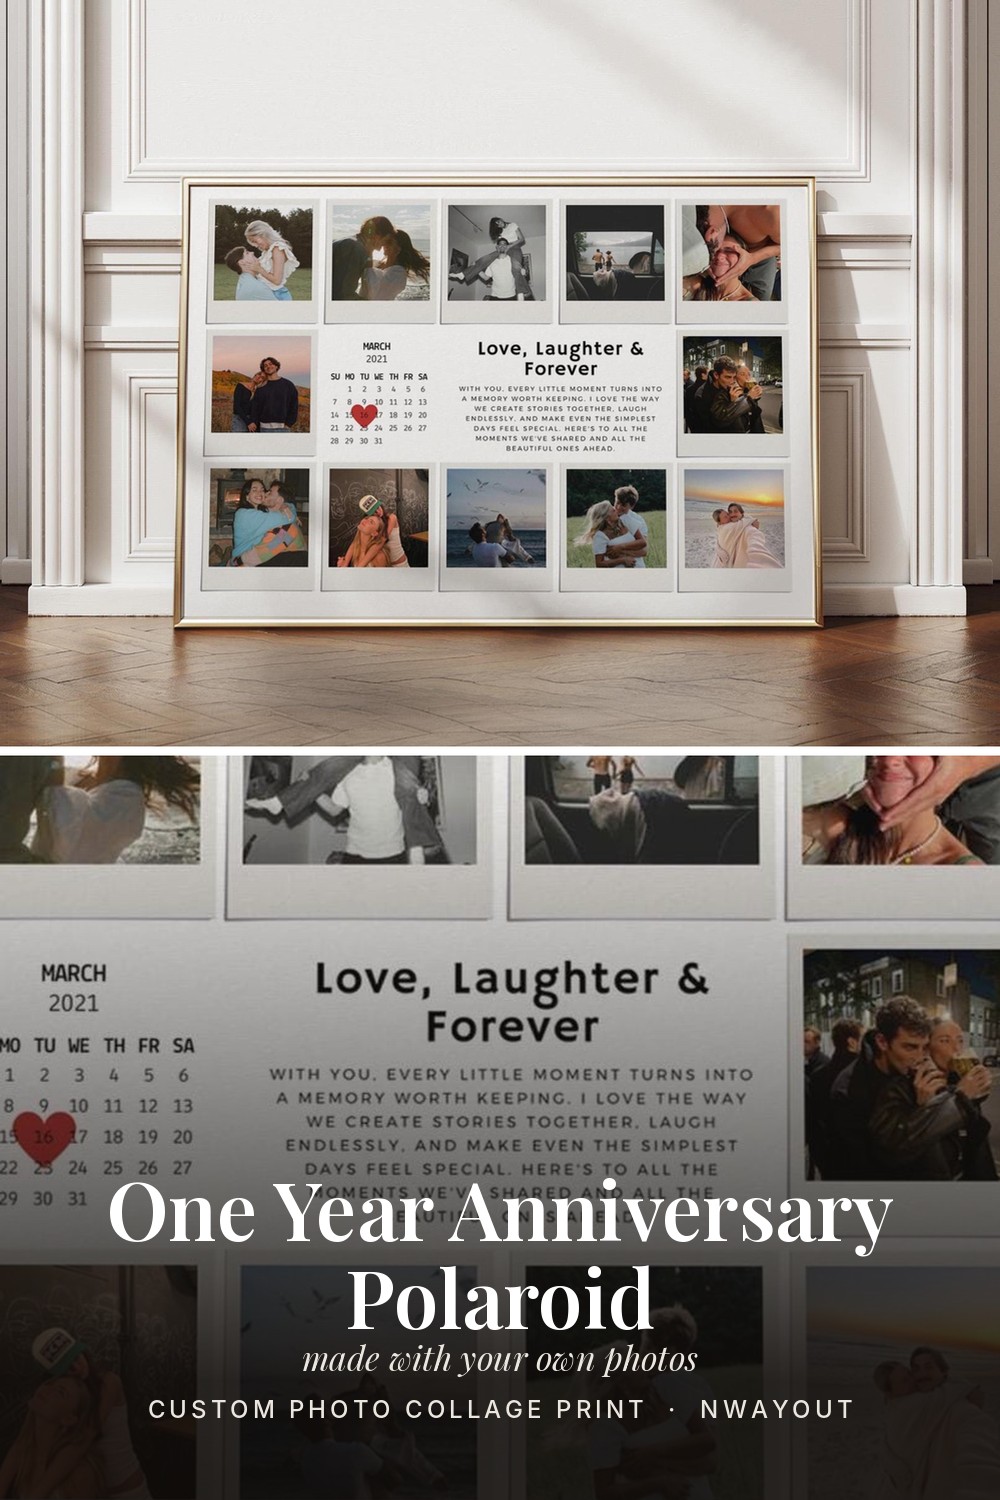 MARCH
2021
SU MO TU WE TH FR SA
1 2 3 4 5 6
7 8 9 10 11 12 13
14 15 16 17 18 19 20
21 22 23 24 25 26 27
28 29 30 31
Love, Laughter &
Forever
WITH YOU, EVERY LITTLE MOMENT TURNS INTO
A MEMORY WORTH KEEPING. I LOVE THE WAY
WE CREATE STORIES TOGETHER, LAUGH
ENDLESSLY, AND MAKE EVEN THE SIMPLEST
DAYS FEEL SPECIAL. HERE'S TO ALL THE
MOMENTS WE'VE SHARED AND ALL THE
BEAUTIFUL ONES AHEAD.
MARCH
2021
MO TU WE TH FR SA
1 2 3 4 5 6
8 9 10 11 12 13
15 16 17 18 19 20
22 23 24 25 26 27
29 30 31
Love, Laughter &
Forever
WITH YOU, EVERY LITTLE MOMENT TURNS INTO
A MEMORY WORTH KEEPING. I LOVE THE WAY
WE CREATE STORIES TOGETHER, LAUGH
ENDLESSLY, AND MAKE EVEN THE SIMPLEST
DAYS FEEL SPECIAL. HERE'S TO ALL THE
MOMENTS WE'VE SHARED AND ALL THE
One Year Anniversary
Polaroid
made with your own photos
CUSTOM PHOTO COLLAGE PRINT · NWAYOUT